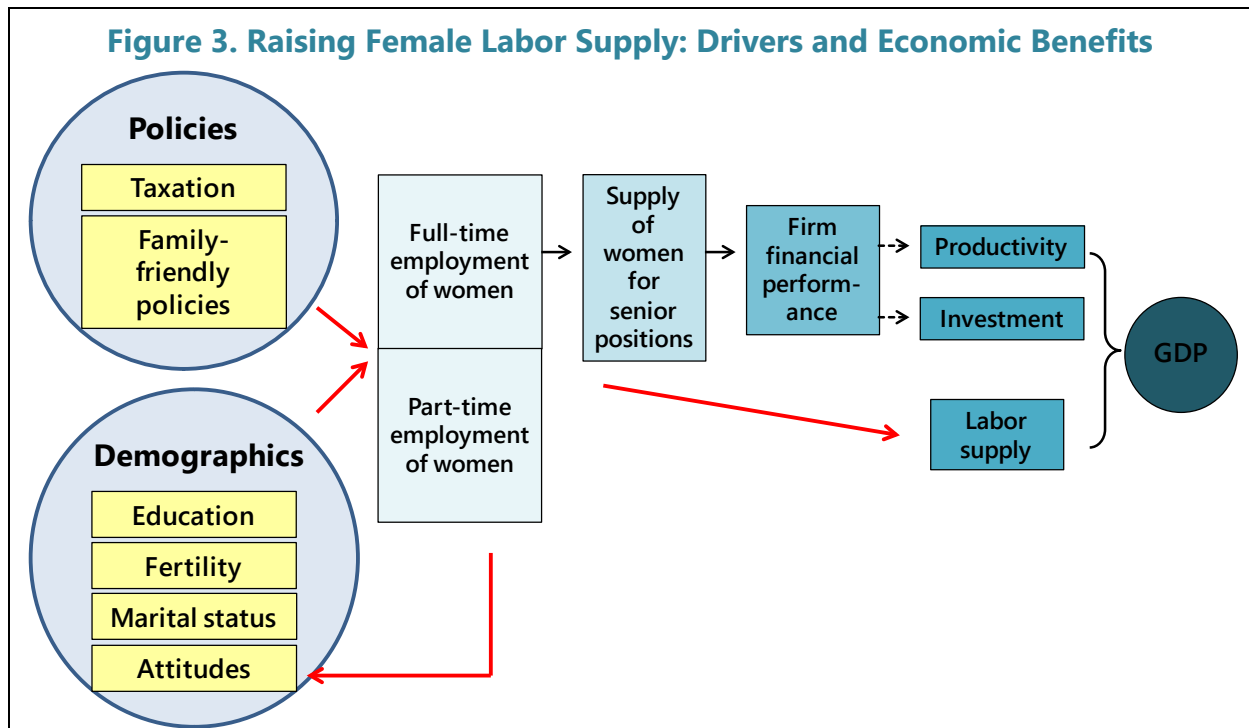 Figure 3. Raising Female Labor Supply: Drivers and Economic Benefits
Policies
Taxation
Family-
friendly
policies
Demographics
Education
Fertility
Marital status
Attitudes
Full-time
employment
of women
Part-time
employment
of women
Supply
of
women
for
senior
positions
Firm
financial
perform-
ance
Productivity
Investment
Labor
supply
GDP